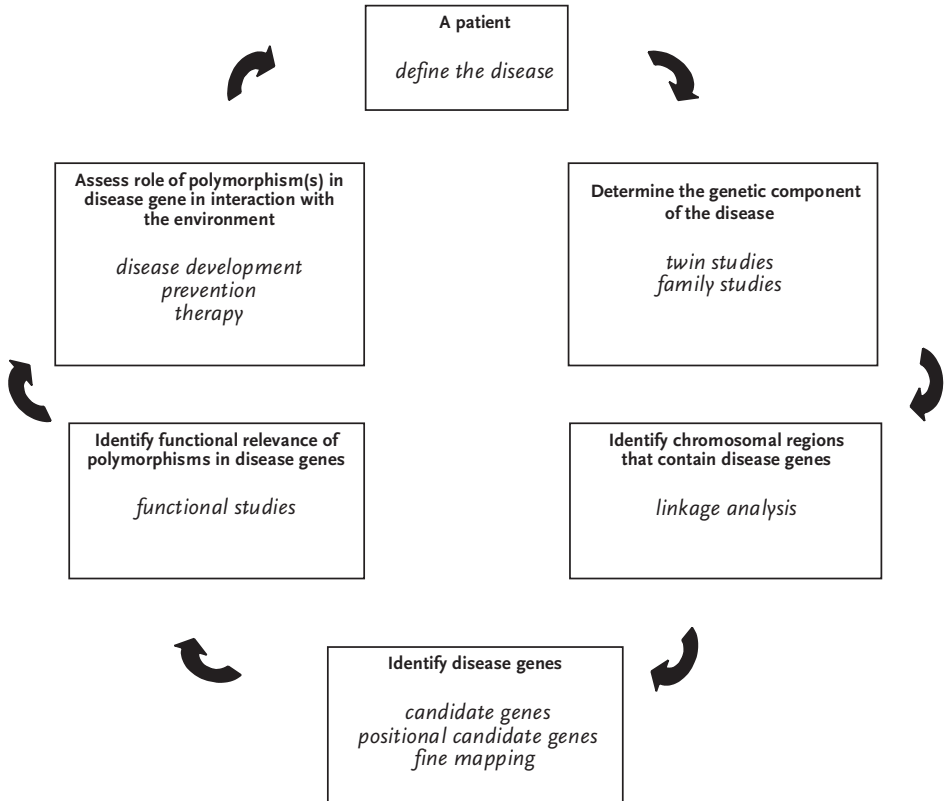 A patient
define the disease
Determine the genetic component
of the disease
twin studies
family studies
Identify chromosomal regions
that contain disease genes
linkage analysis
Identify disease genes
candidate genes
positional candidate genes
fine mapping
Identify functional relevance of
polymorphisms in disease genes
functional studies
Assess role of polymorphism(s) in
disease gene in interaction with
the environment
disease development
prevention
therapy